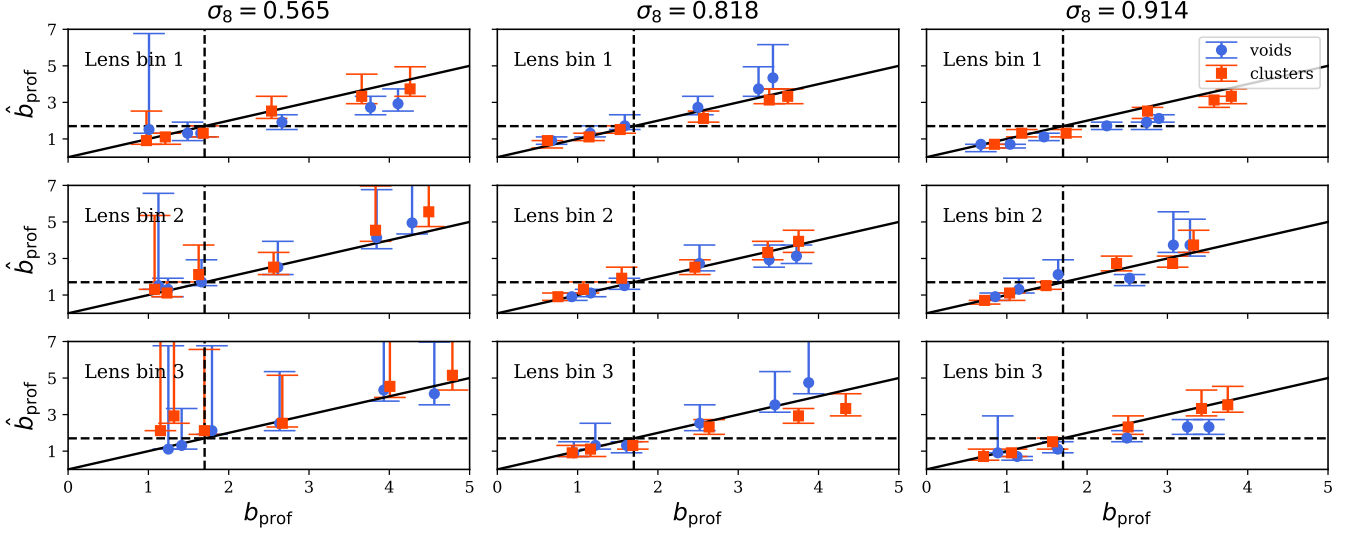 σ₈ = 0.565 σ₈ = 0.818 σ₈ = 0.914
7
5
3
1
b̂prof
Lens bin 1
Lens bin 1
Lens bin 1
voids
clusters
7
5
3
1
b̂prof
Lens bin 2
Lens bin 2
Lens bin 2
7
5
3
1
b̂prof
Lens bin 3
Lens bin 3
Lens bin 3
0 1 2 3 4 5 0 1 2 3 4 5 0 1 2 3 4 5
bprof bprof bprof